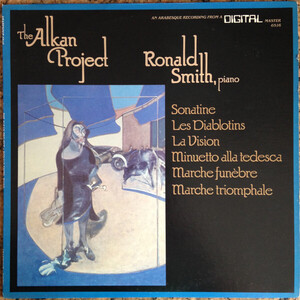 AN ARABESQUE RECORDING FROM A DIGITAL MASTER
The Alkan
Project
Ronald
Smith, piano
Sonatine
Les Diablotins
La Vision
Minuetto alla tedesca
Marche funèbre
Marche triomphale